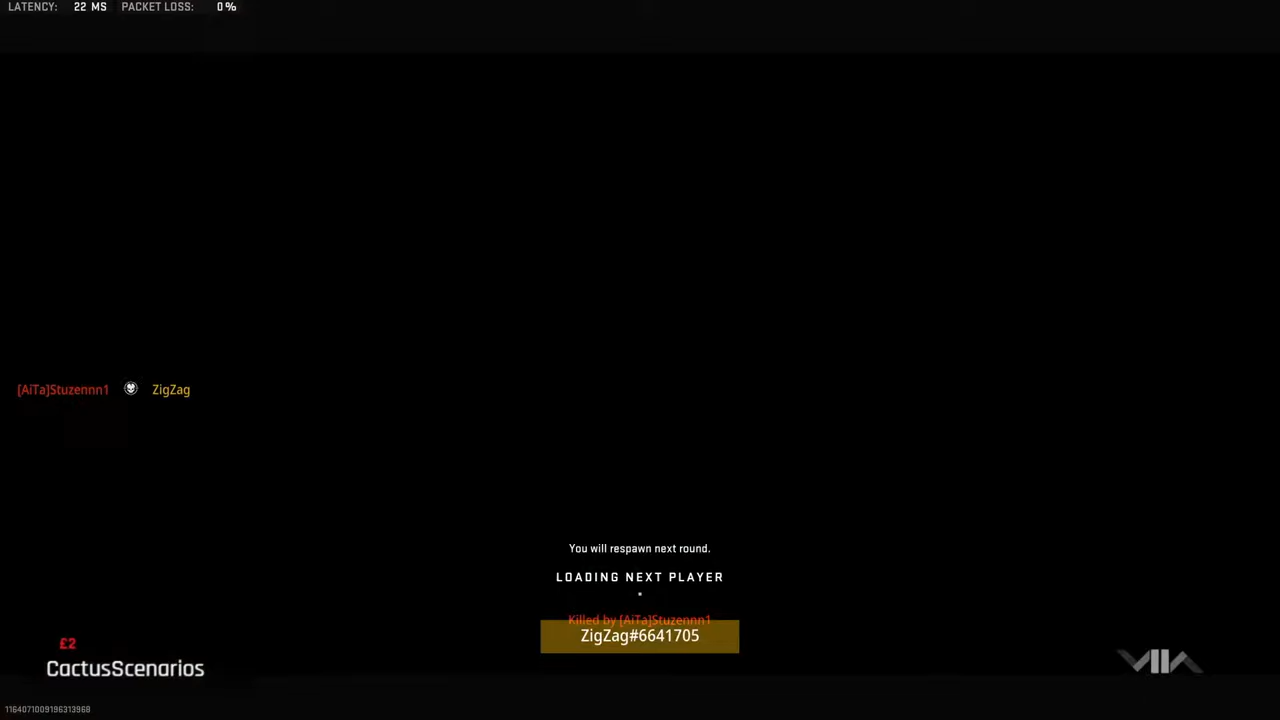 LATENCY: 22 MS PACKET LOSS: 0%
[AiTa]Stuzennn1 ZigZag
You will respawn next round.
LOADING NEXT PLAYER
Killed by [AiTa]Stuzennn1
ZigZag#6641705
£2
CactusScenarios
1164071009196313968